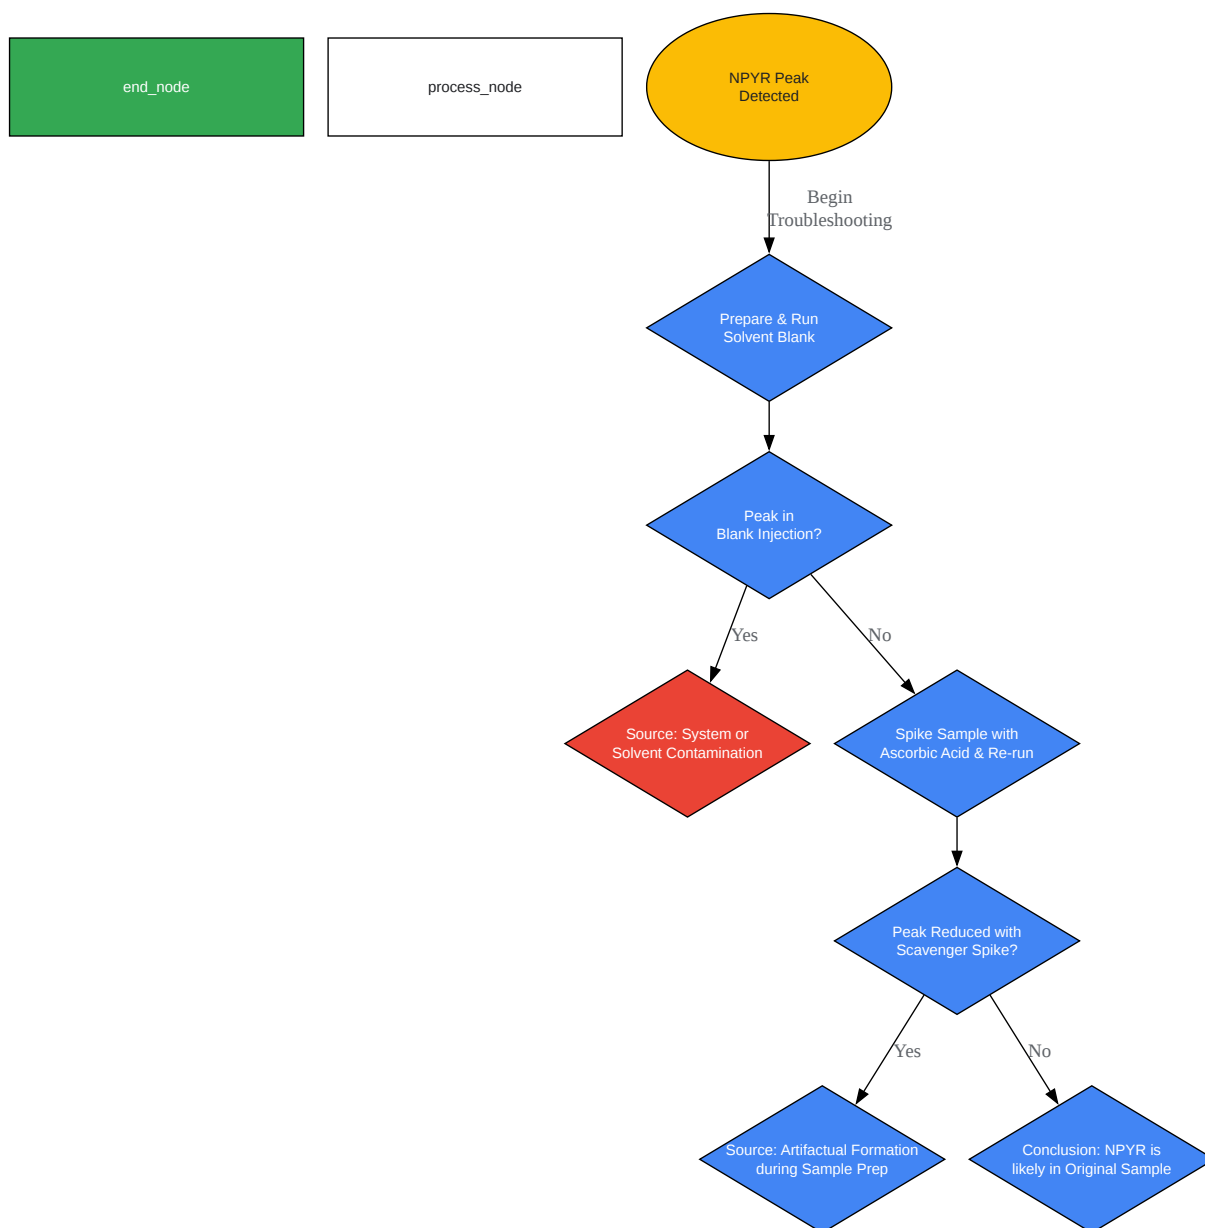 end_node
process_node
NPYR Peak
Detected
Begin
Troubleshooting
Prepare & Run
Solvent Blank
Peak in
Blank Injection?
Yes
No
Source: System or
Solvent Contamination
Spike Sample with
Ascorbic Acid & Re-run
Peak Reduced with
Scavenger Spike?
Yes
No
Source: Artifactual Formation
during Sample Prep
Conclusion: NPYR is
likely in Original Sample